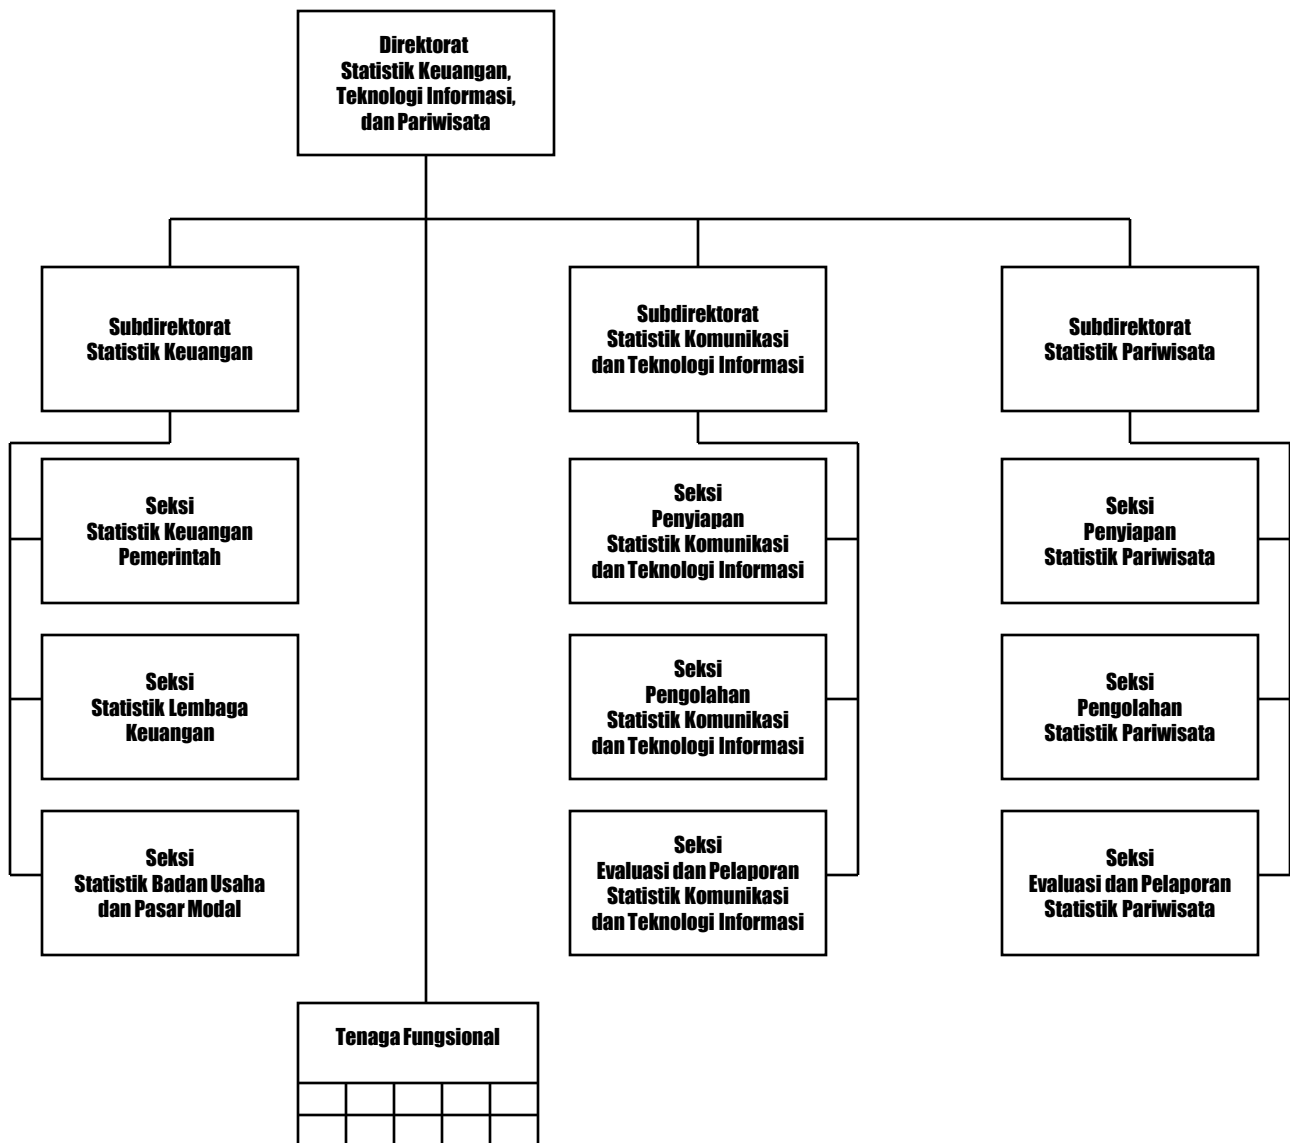 Direktorat
Statistik Keuangan,
Teknologi Informasi,
dan Pariwisata
Subdirektorat
Statistik Keuangan
Subdirektorat
Statistik Komunikasi
dan Teknologi Informasi
Subdirektorat
Statistik Pariwisata
Seksi
Statistik Keuangan
Pemerintah
Seksi
Penyiapan
Statistik Komunikasi
dan Teknologi Informasi
Seksi
Penyiapan
Statistik Pariwisata
Seksi
Statistik Lembaga
Keuangan
Seksi
Pengolahan
Statistik Komunikasi
dan Teknologi Informasi
Seksi
Pengolahan
Statistik Pariwisata
Seksi
Statistik Badan Usaha
dan Pasar Modal
Seksi
Evaluasi dan Pelaporan
Statistik Komunikasi
dan Teknologi Informasi
Seksi
Evaluasi dan Pelaporan
Statistik Pariwisata
Tenaga Fungsional